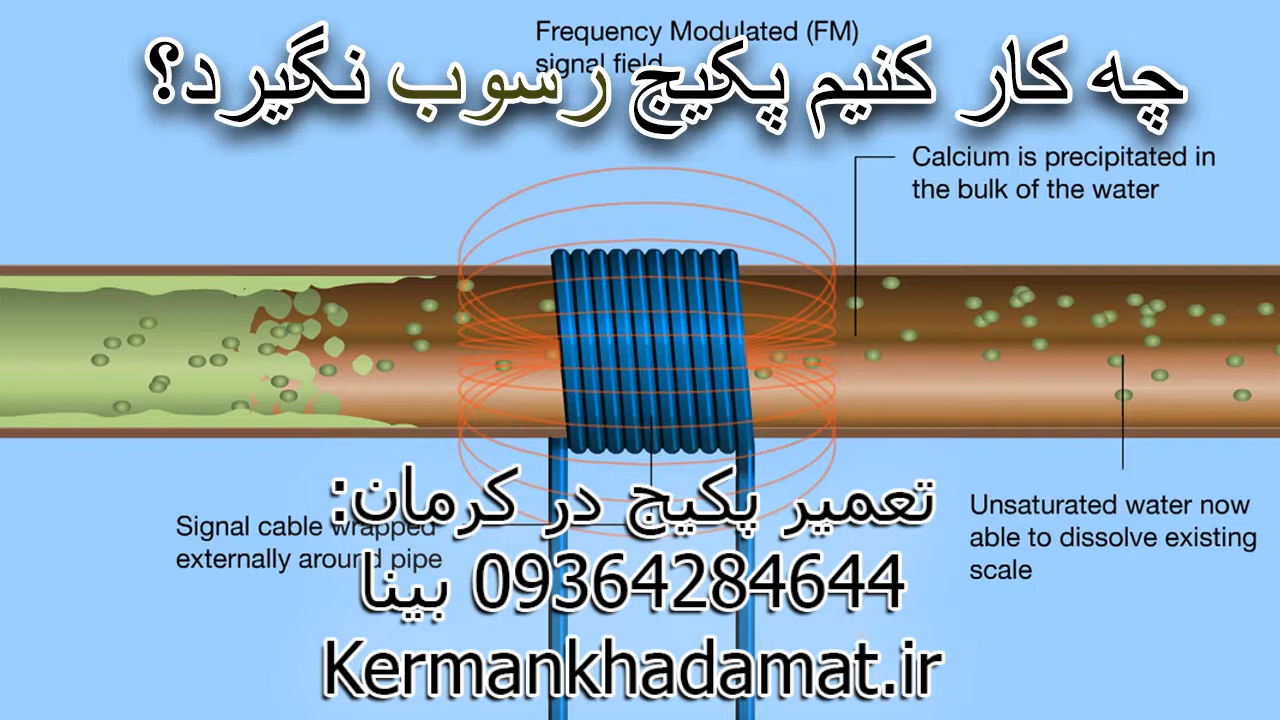 Frequency Modulated (FM)
signal field
چه کار کنیم پکیج رسوب نگیرد؟
Calcium is precipitated in
the bulk of the water
Signal cable wrapped
externally around pipe
تعمیر پکیج در کرمان:
09364284644 بینا
Kermankhadamat.ir
Unsaturated water now
able to dissolve existing
scale